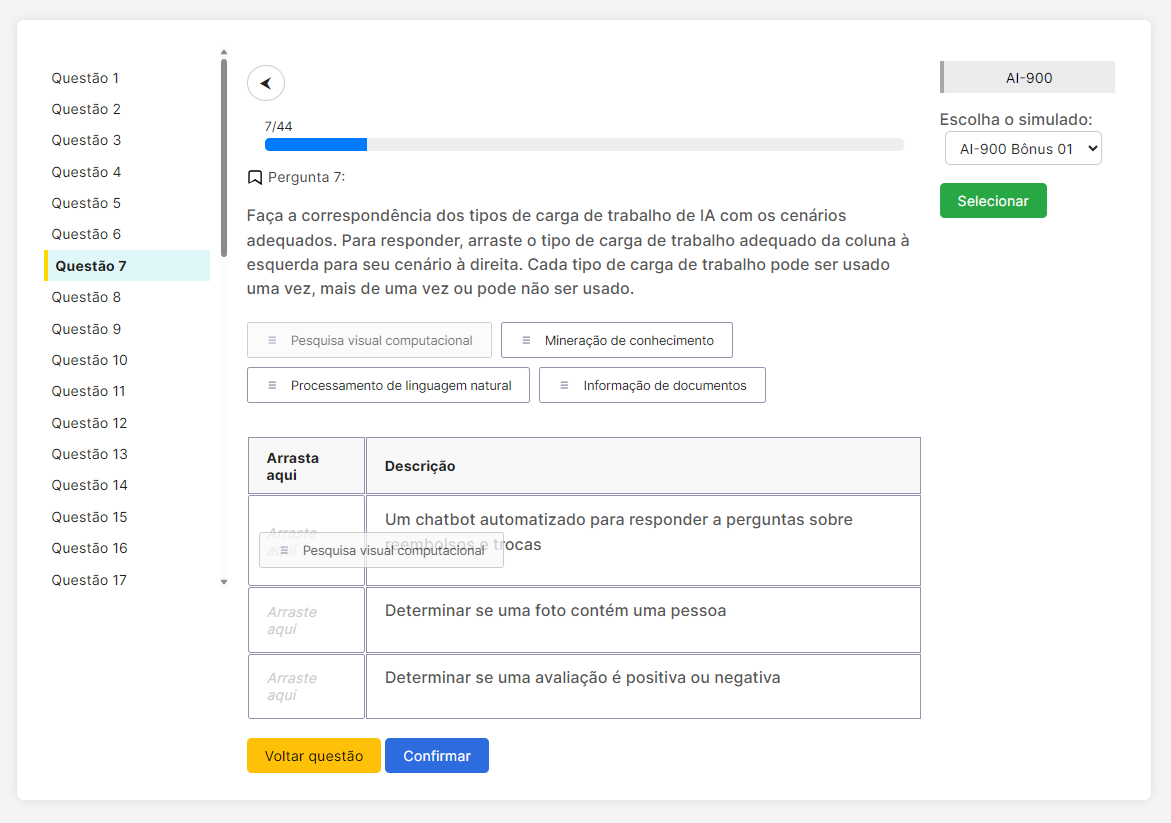 Questão 1
Questão 2
Questão 3
Questão 4
Questão 5
Questão 6
Questão 7
Questão 8
Questão 9
Questão 10
Questão 11
Questão 12
Questão 13
Questão 14
Questão 15
Questão 16
Questão 17
7/44
Pergunta 7:
Faça a correspondência dos tipos de carga de trabalho de IA com os cenários
adequados. Para responder, arraste o tipo de carga de trabalho adequado da coluna à
esquerda para seu cenário à direita. Cada tipo de carga de trabalho pode ser usado
uma vez, mais de uma vez ou pode não ser usado.
Pesquisa visual computacional
Mineração de conhecimento
Processamento de linguagem natural
Informação de documentos
Arrasta
aqui
Descrição
Arraste
Um chatbot automatizado para responder a perguntas sobre
reembolsos e trocas
Pesquisa visual computacional
Arraste
aqui
Determinar se uma foto contém uma pessoa
Arraste
aqui
Determinar se uma avaliação é positiva ou negativa
Voltar questão
Confirmar
AI-900
Escolha o simulado:
AI-900 Bônus 01
Selecionar